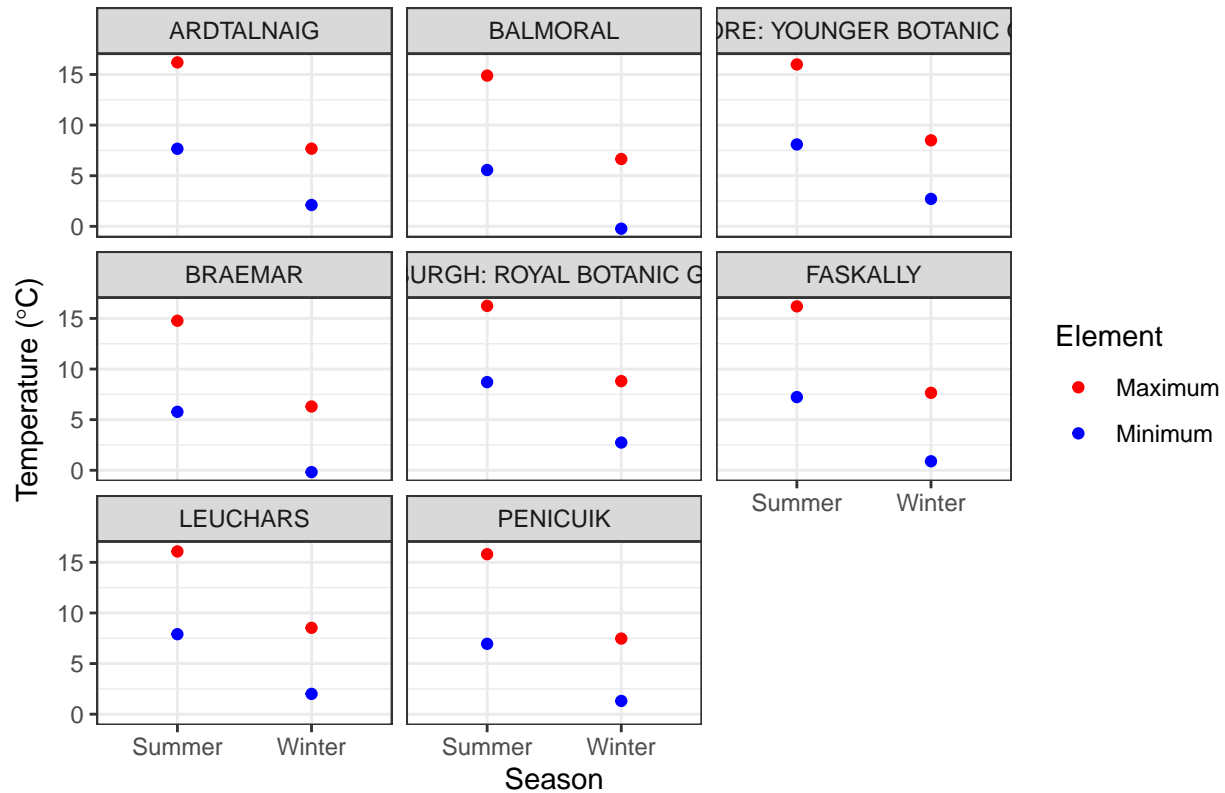 ARDTALNAIG
BALMORAL
ORE: YOUNGER BOTANIC
15
10
5
0
BRAEMAR
BURGH: ROYAL BOTANIC G
FASKALLY
15
10
5
0
Summer
Winter
LEUCHARS
PENICUIK
15
10
5
0
Summer
Winter
Summer
Winter
Season
Temperature (°C)
Element
Maximum
Minimum